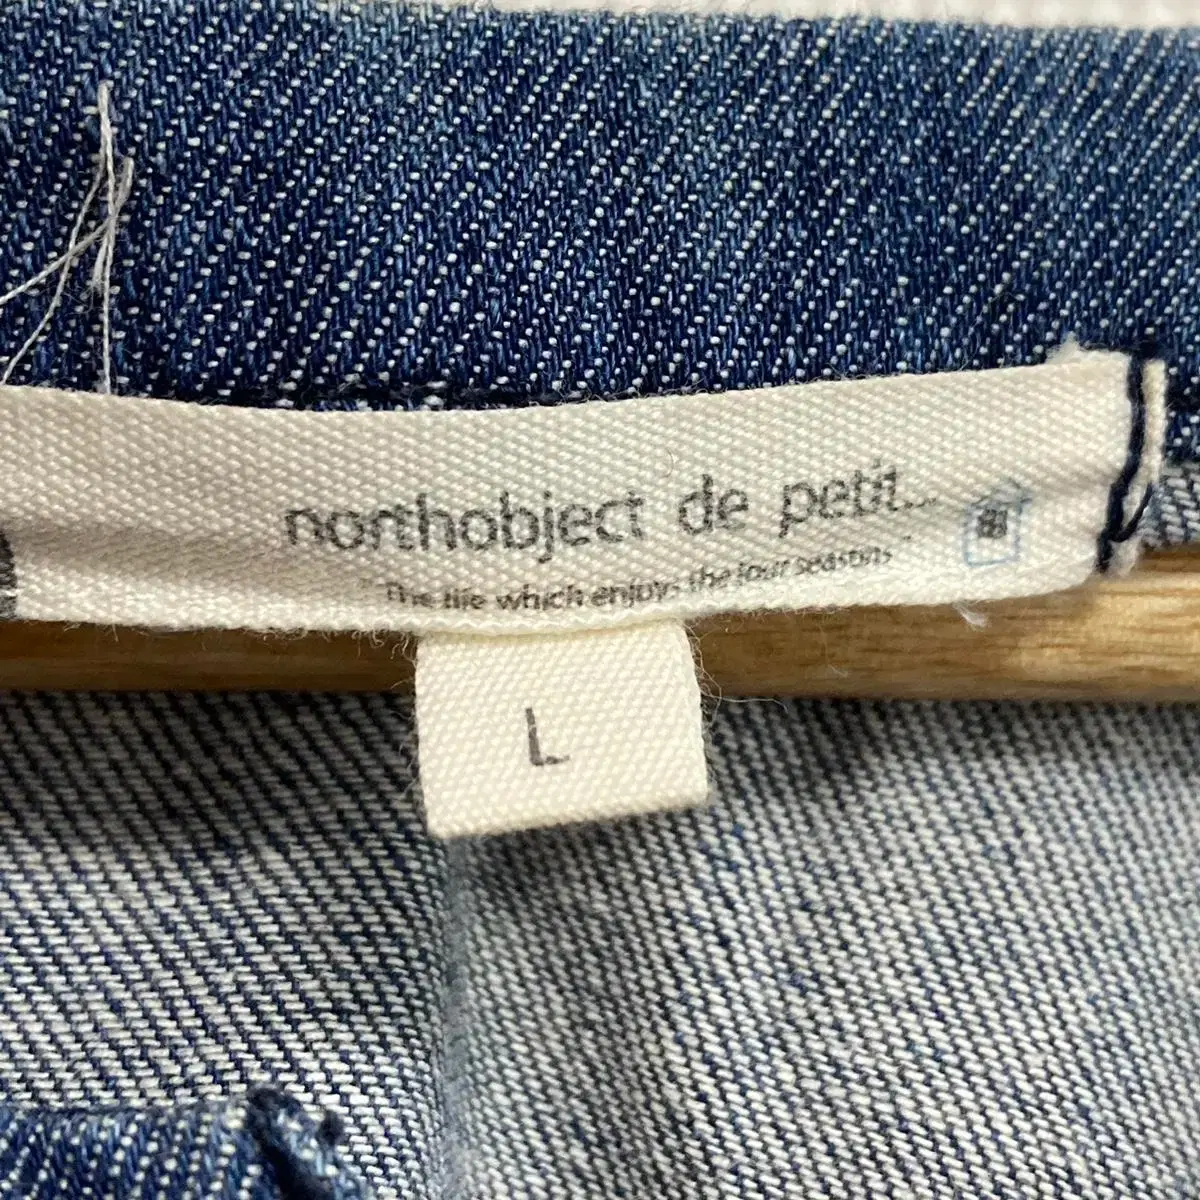 northobject de petit...
"The life which enjoys the four seasons"
L